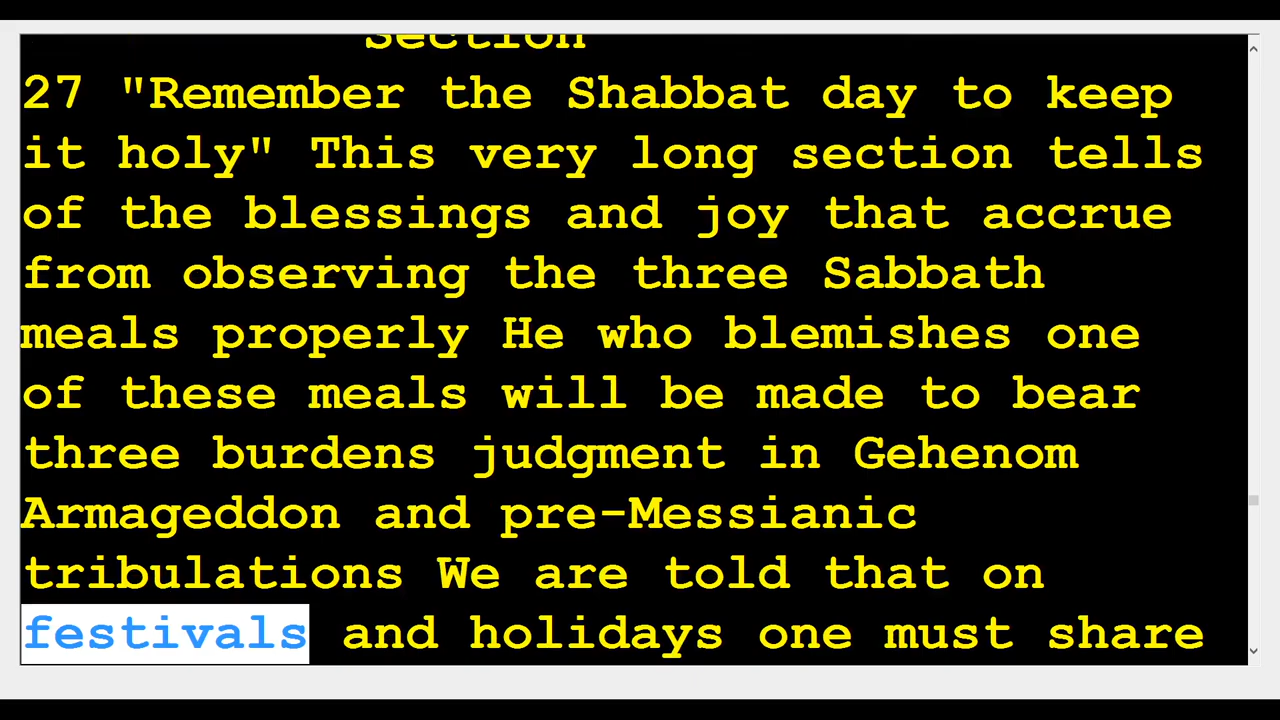 Section
27 "Remember the Shabbat day to keep
it holy" This very long section tells
of the blessings and joy that accrue
from observing the three Sabbath
meals properly He who blemishes one
of these meals will be made to bear
three burdens judgment in Gehenom
Armageddon and pre-Messianic
tribulations We are told that on
festivals and holidays one must share